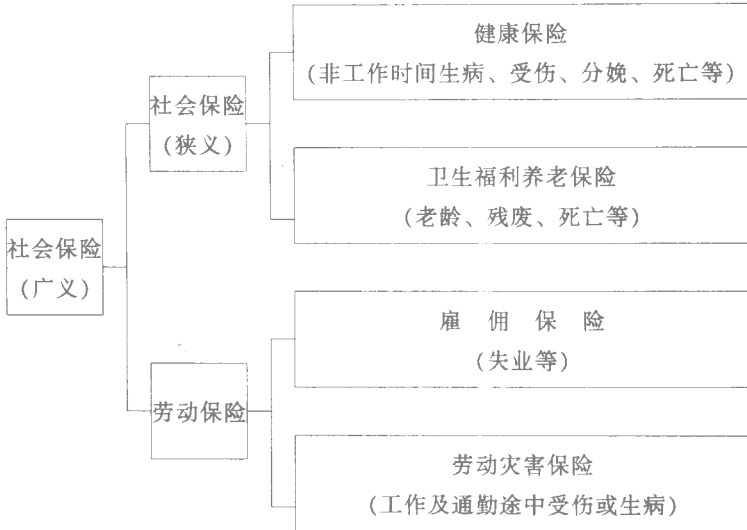 健康保险
(非工作时间生病、受伤、分娩、死亡等)
社会保险
(狭义)
卫生福利养老保险
(老龄、残废、死亡等)
社会保险
(广义)
雇佣保险
(失业等)
劳动保险
劳动灾害保险
(工作及通勤途中受伤或生病)